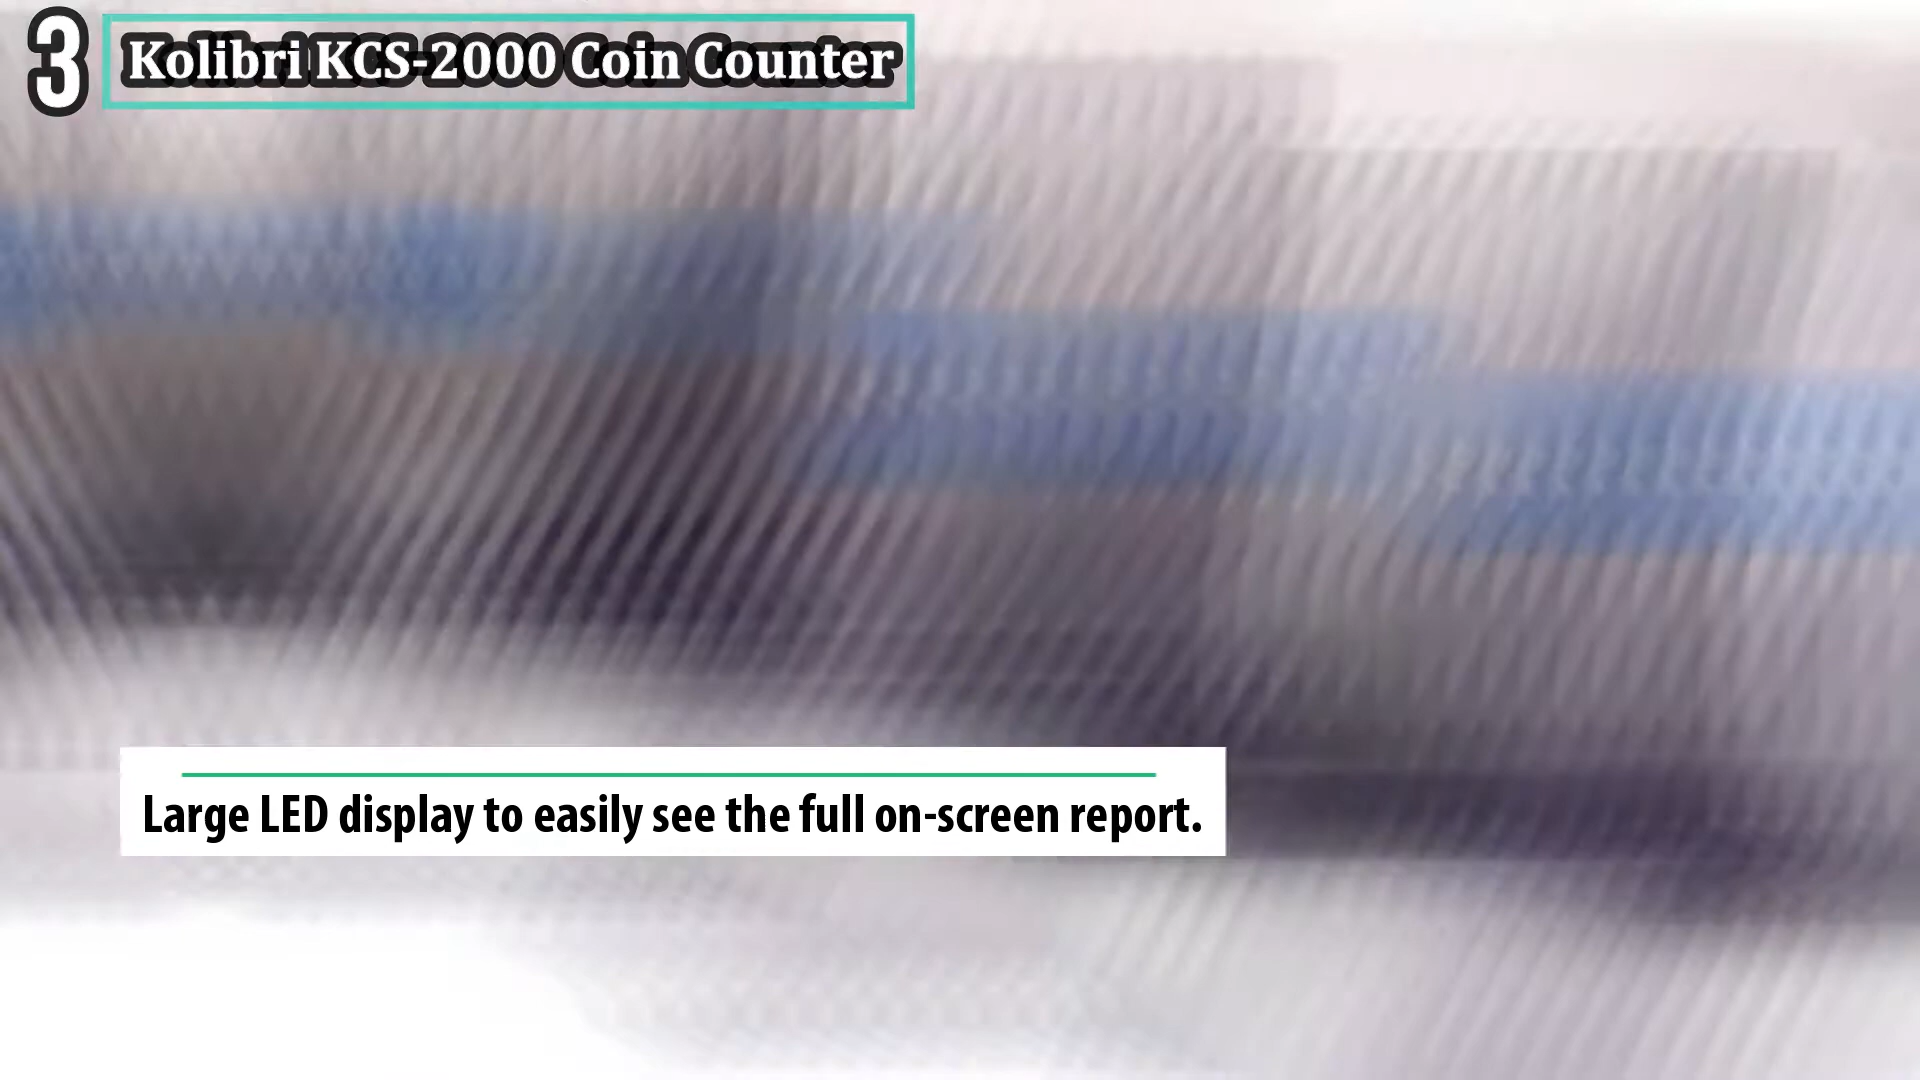 3 Kolibri KCS-2000 Coin Counter
Large LED display to easily see the full on-screen report.